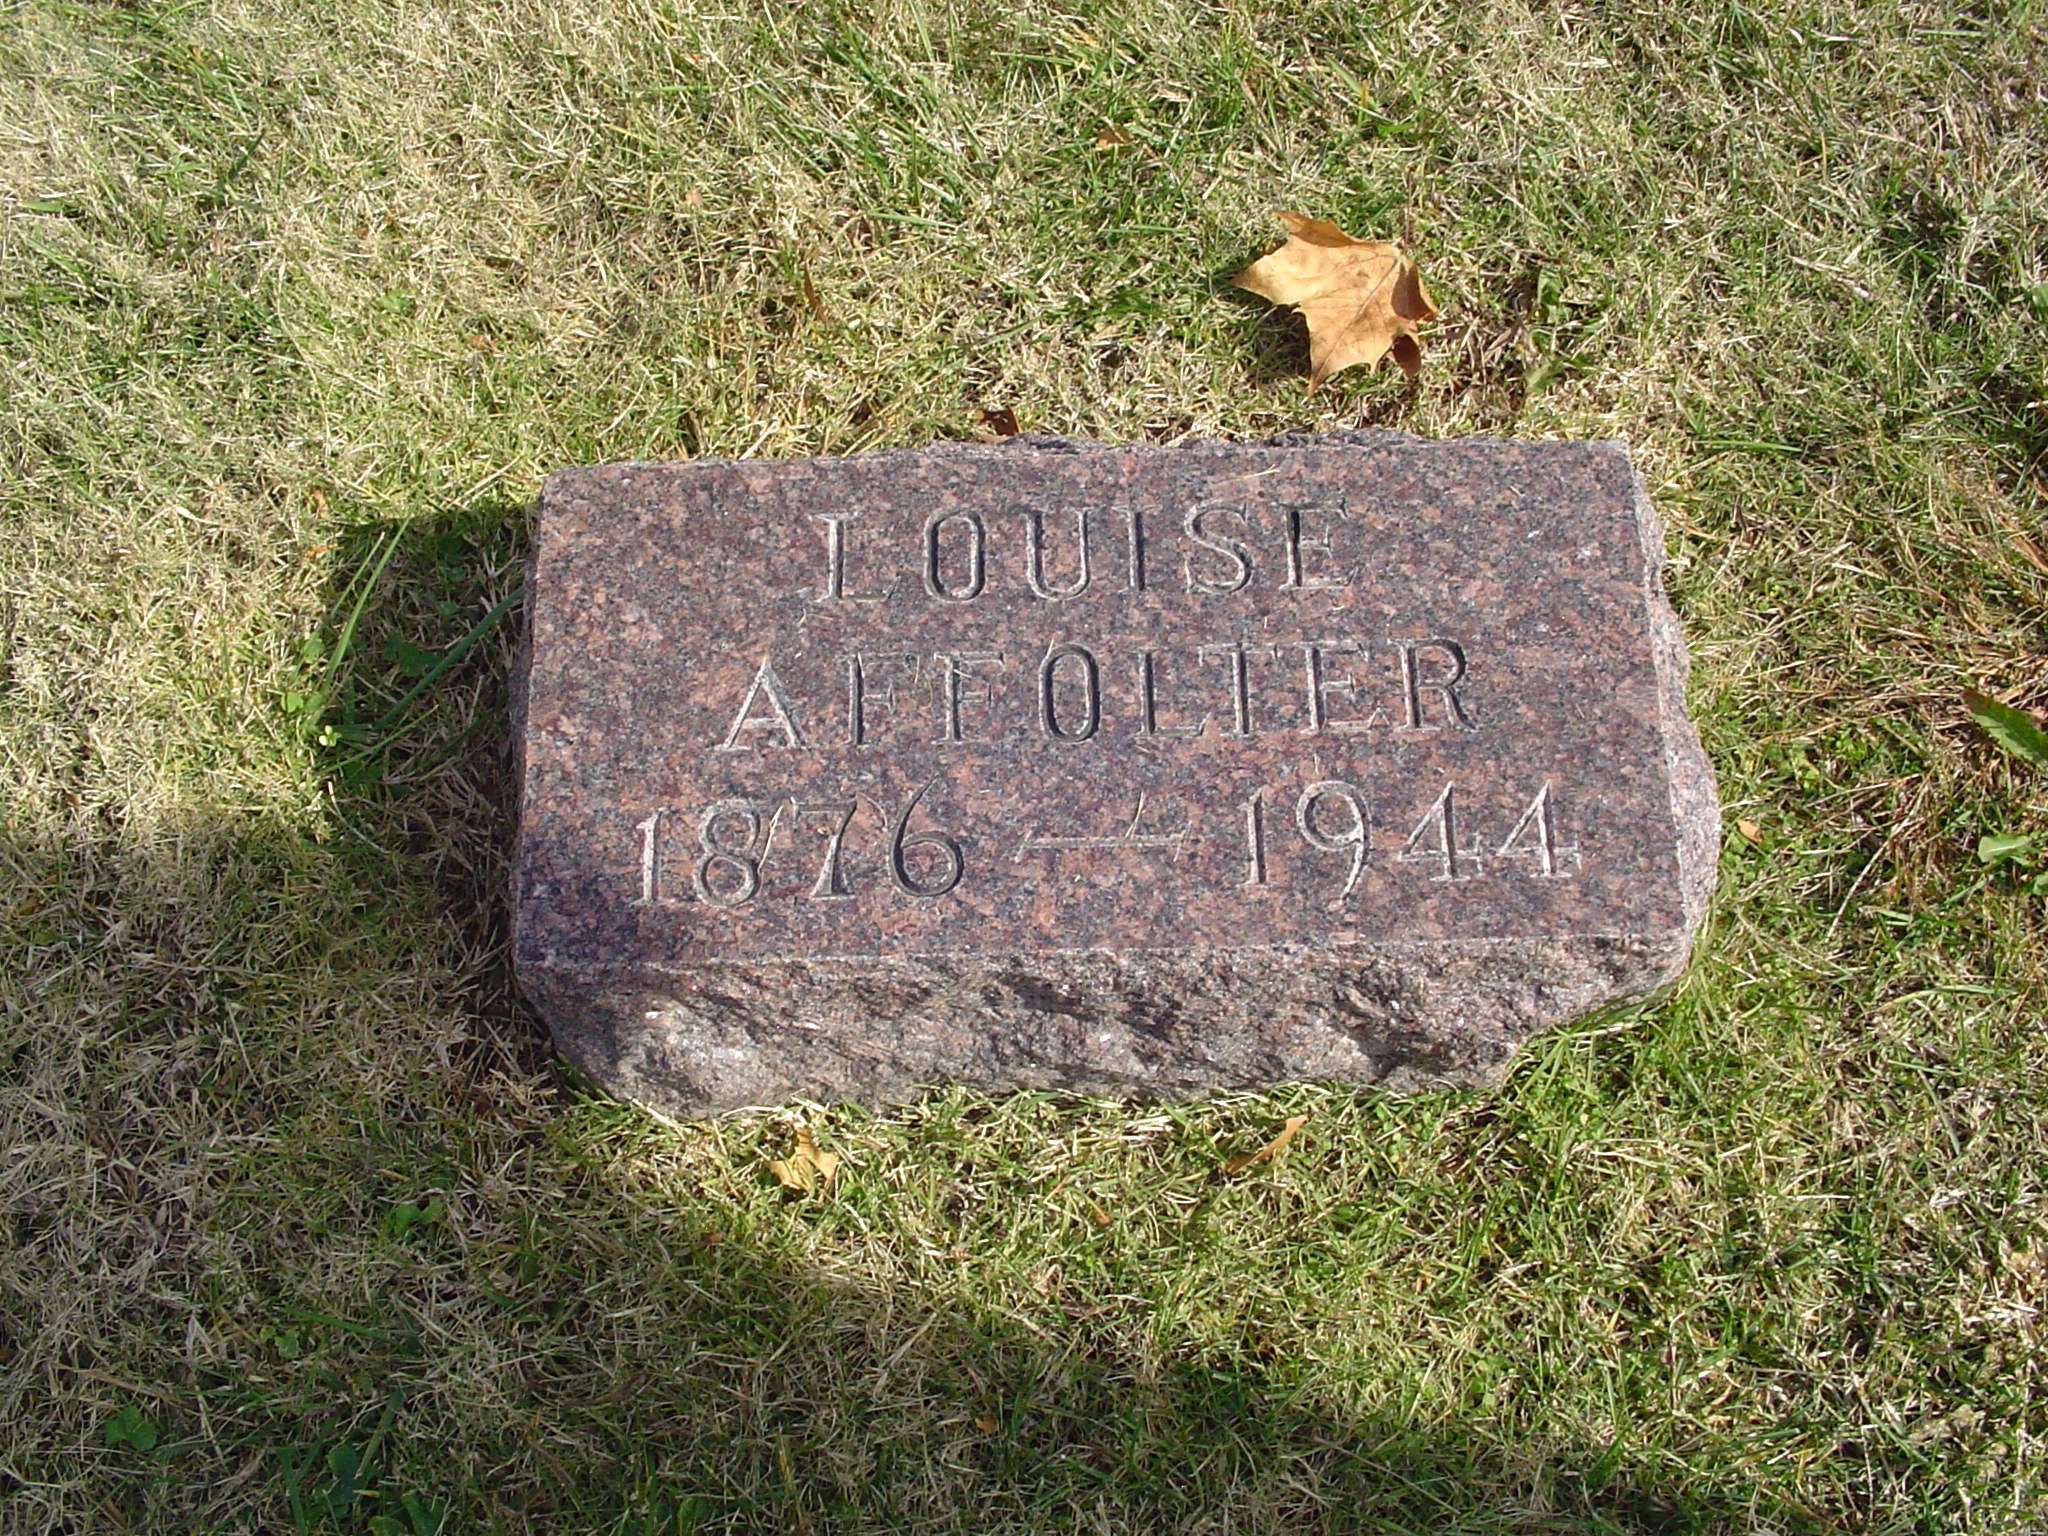 LOUISE
AFFOLTER
1876 — 1944